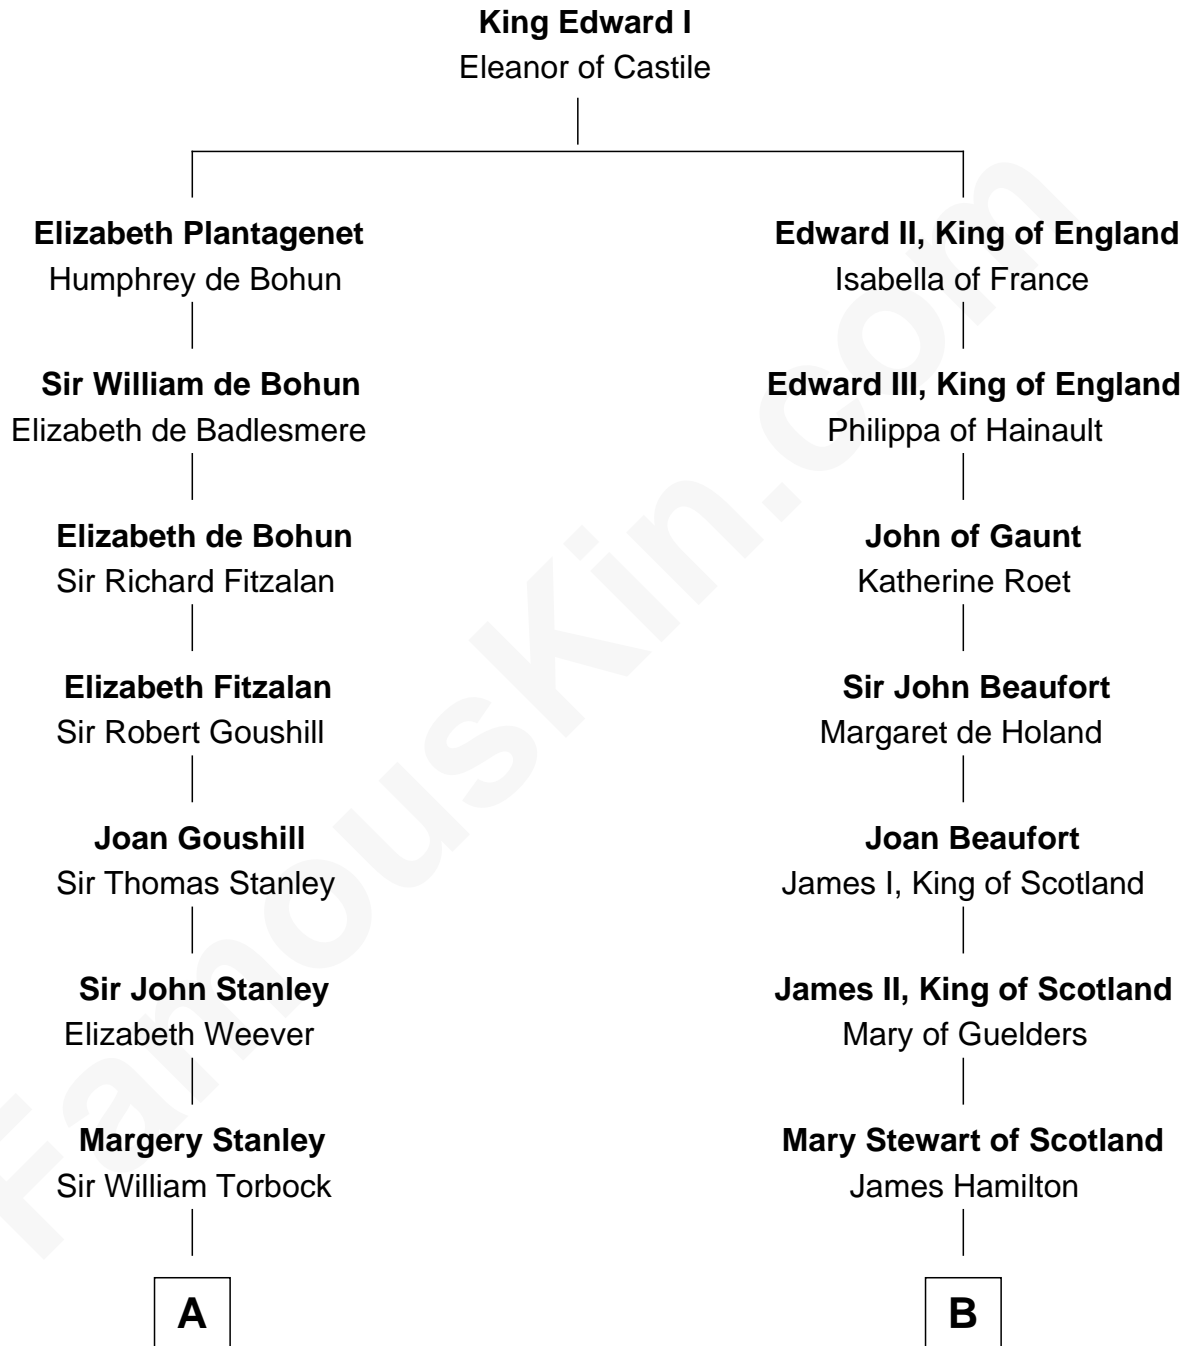 King Edward I
Eleanor of Castile
Elizabeth Plantagenet
Humphrey de Bohun
Sir William de Bohun
Elizabeth de Badlesmere
Elizabeth de Bohun
Sir Richard Fitzalan
Elizabeth Fitzalan
Sir Robert Goushill
Joan Goushill
Sir Thomas Stanley
Sir John Stanley
Elizabeth Weever
Margery Stanley
Sir William Torbock
A
Edward II, King of England
Isabella of France
Edward III, King of England
Philippa of Hainault
John of Gaunt
Katherine Roet
Sir John Beaufort
Margaret de Holand
Joan Beaufort
James I, King of Scotland
James II, King of Scotland
Mary of Guelders
Mary Stewart of Scotland
James Hamilton
B
FamousKin.com